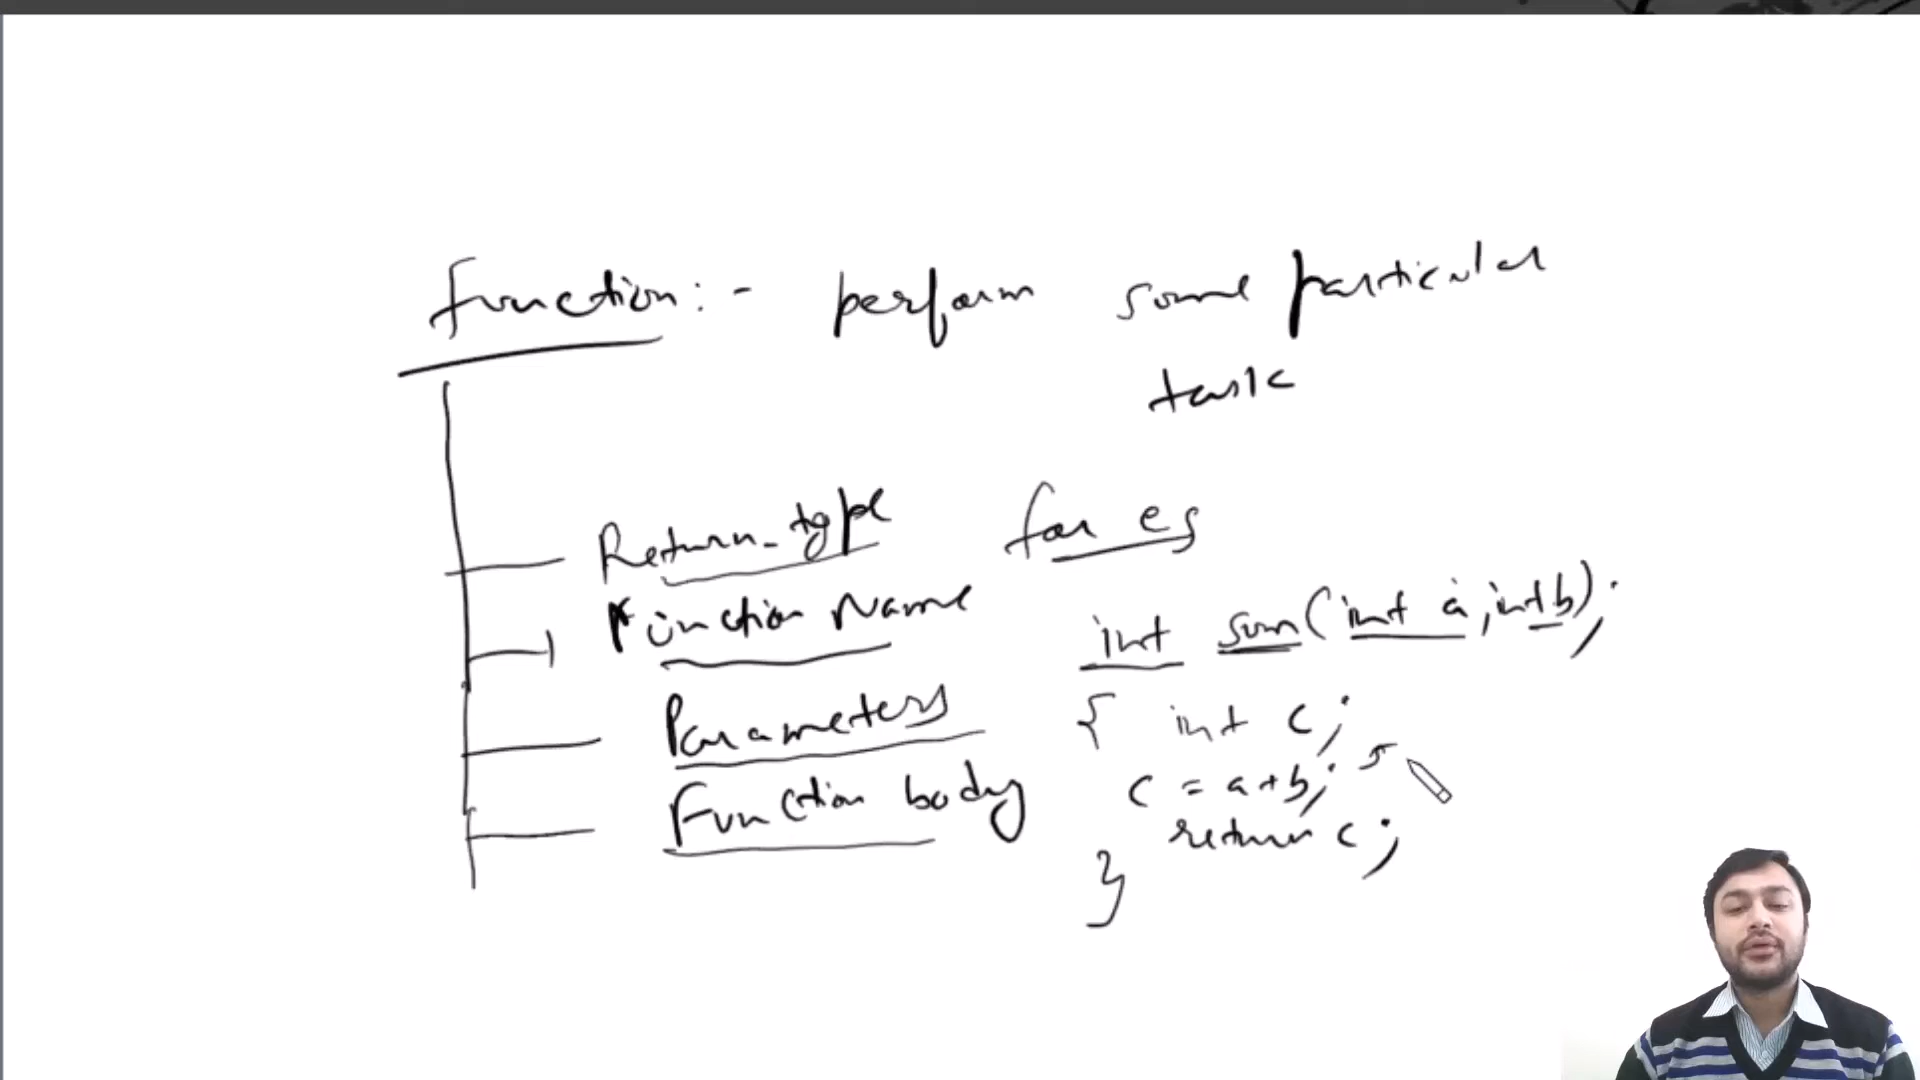 Function:- perform some particular
task
Return_type
Function Name
Parameters
Function body
for eg
int sum(int a, int b);
{ int c;
c = a+b;
return c;
}